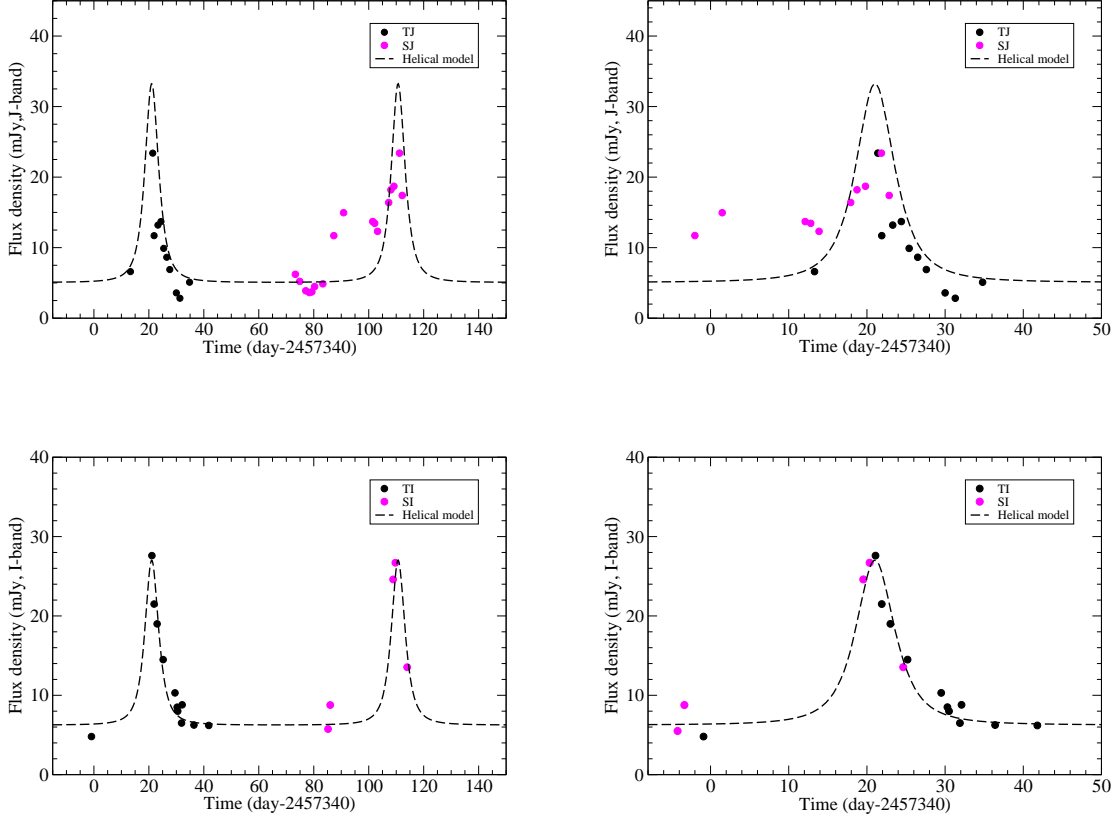 Flux density (mJy,J-band)
40
30
20
10
0
TJ
SJ
Helical model
0 20 40 60 80 100 120 140
Time (day-2457340)
Flux density (mJy, J-band)
40
30
20
10
0
TJ
SJ
Helical model
0 10 20 30 40 50
Time (day-2457340)
Flux density (mJy, I-band)
40
30
20
10
0
TI
SI
Helical model
0 20 40 60 80 100 120 140
Time (day-2457340)
Flux density (mJy, I-band)
40
30
20
10
0
TI
SI
Helical model
0 10 20 30 40 50
Time (day-2457340)